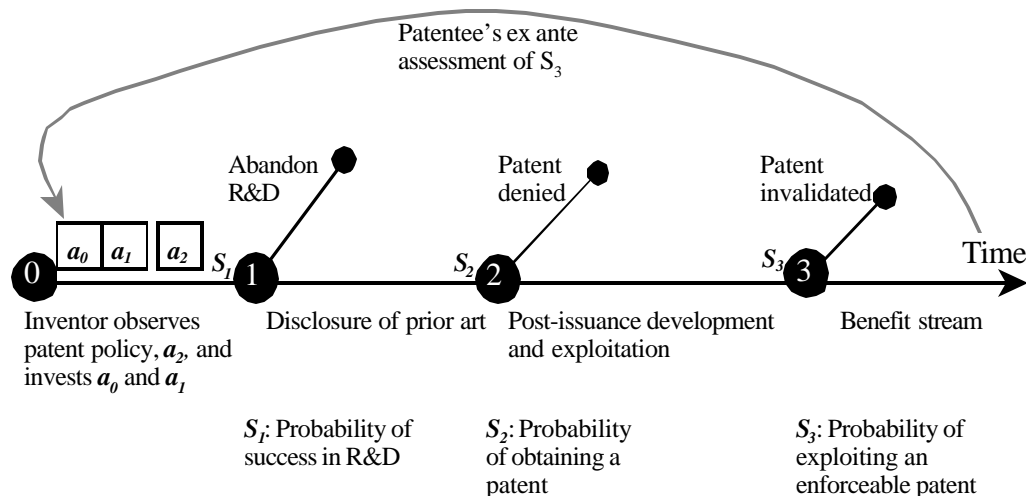 Patentee's ex ante
assessment of S3
Abandon
R&D
Patent
denied
Patent
invalidated
a0 a1 a2
0
S1 1
S2 2
S3 3
Time
Inventor observes
patent policy, a2, and
invests a0 and a1
Disclosure of prior art
Post-issuance development
and exploitation
Benefit stream
S1: Probability of
success in R&D
S2: Probability
of obtaining a
patent
S3: Probability of
exploiting an
enforceable patent